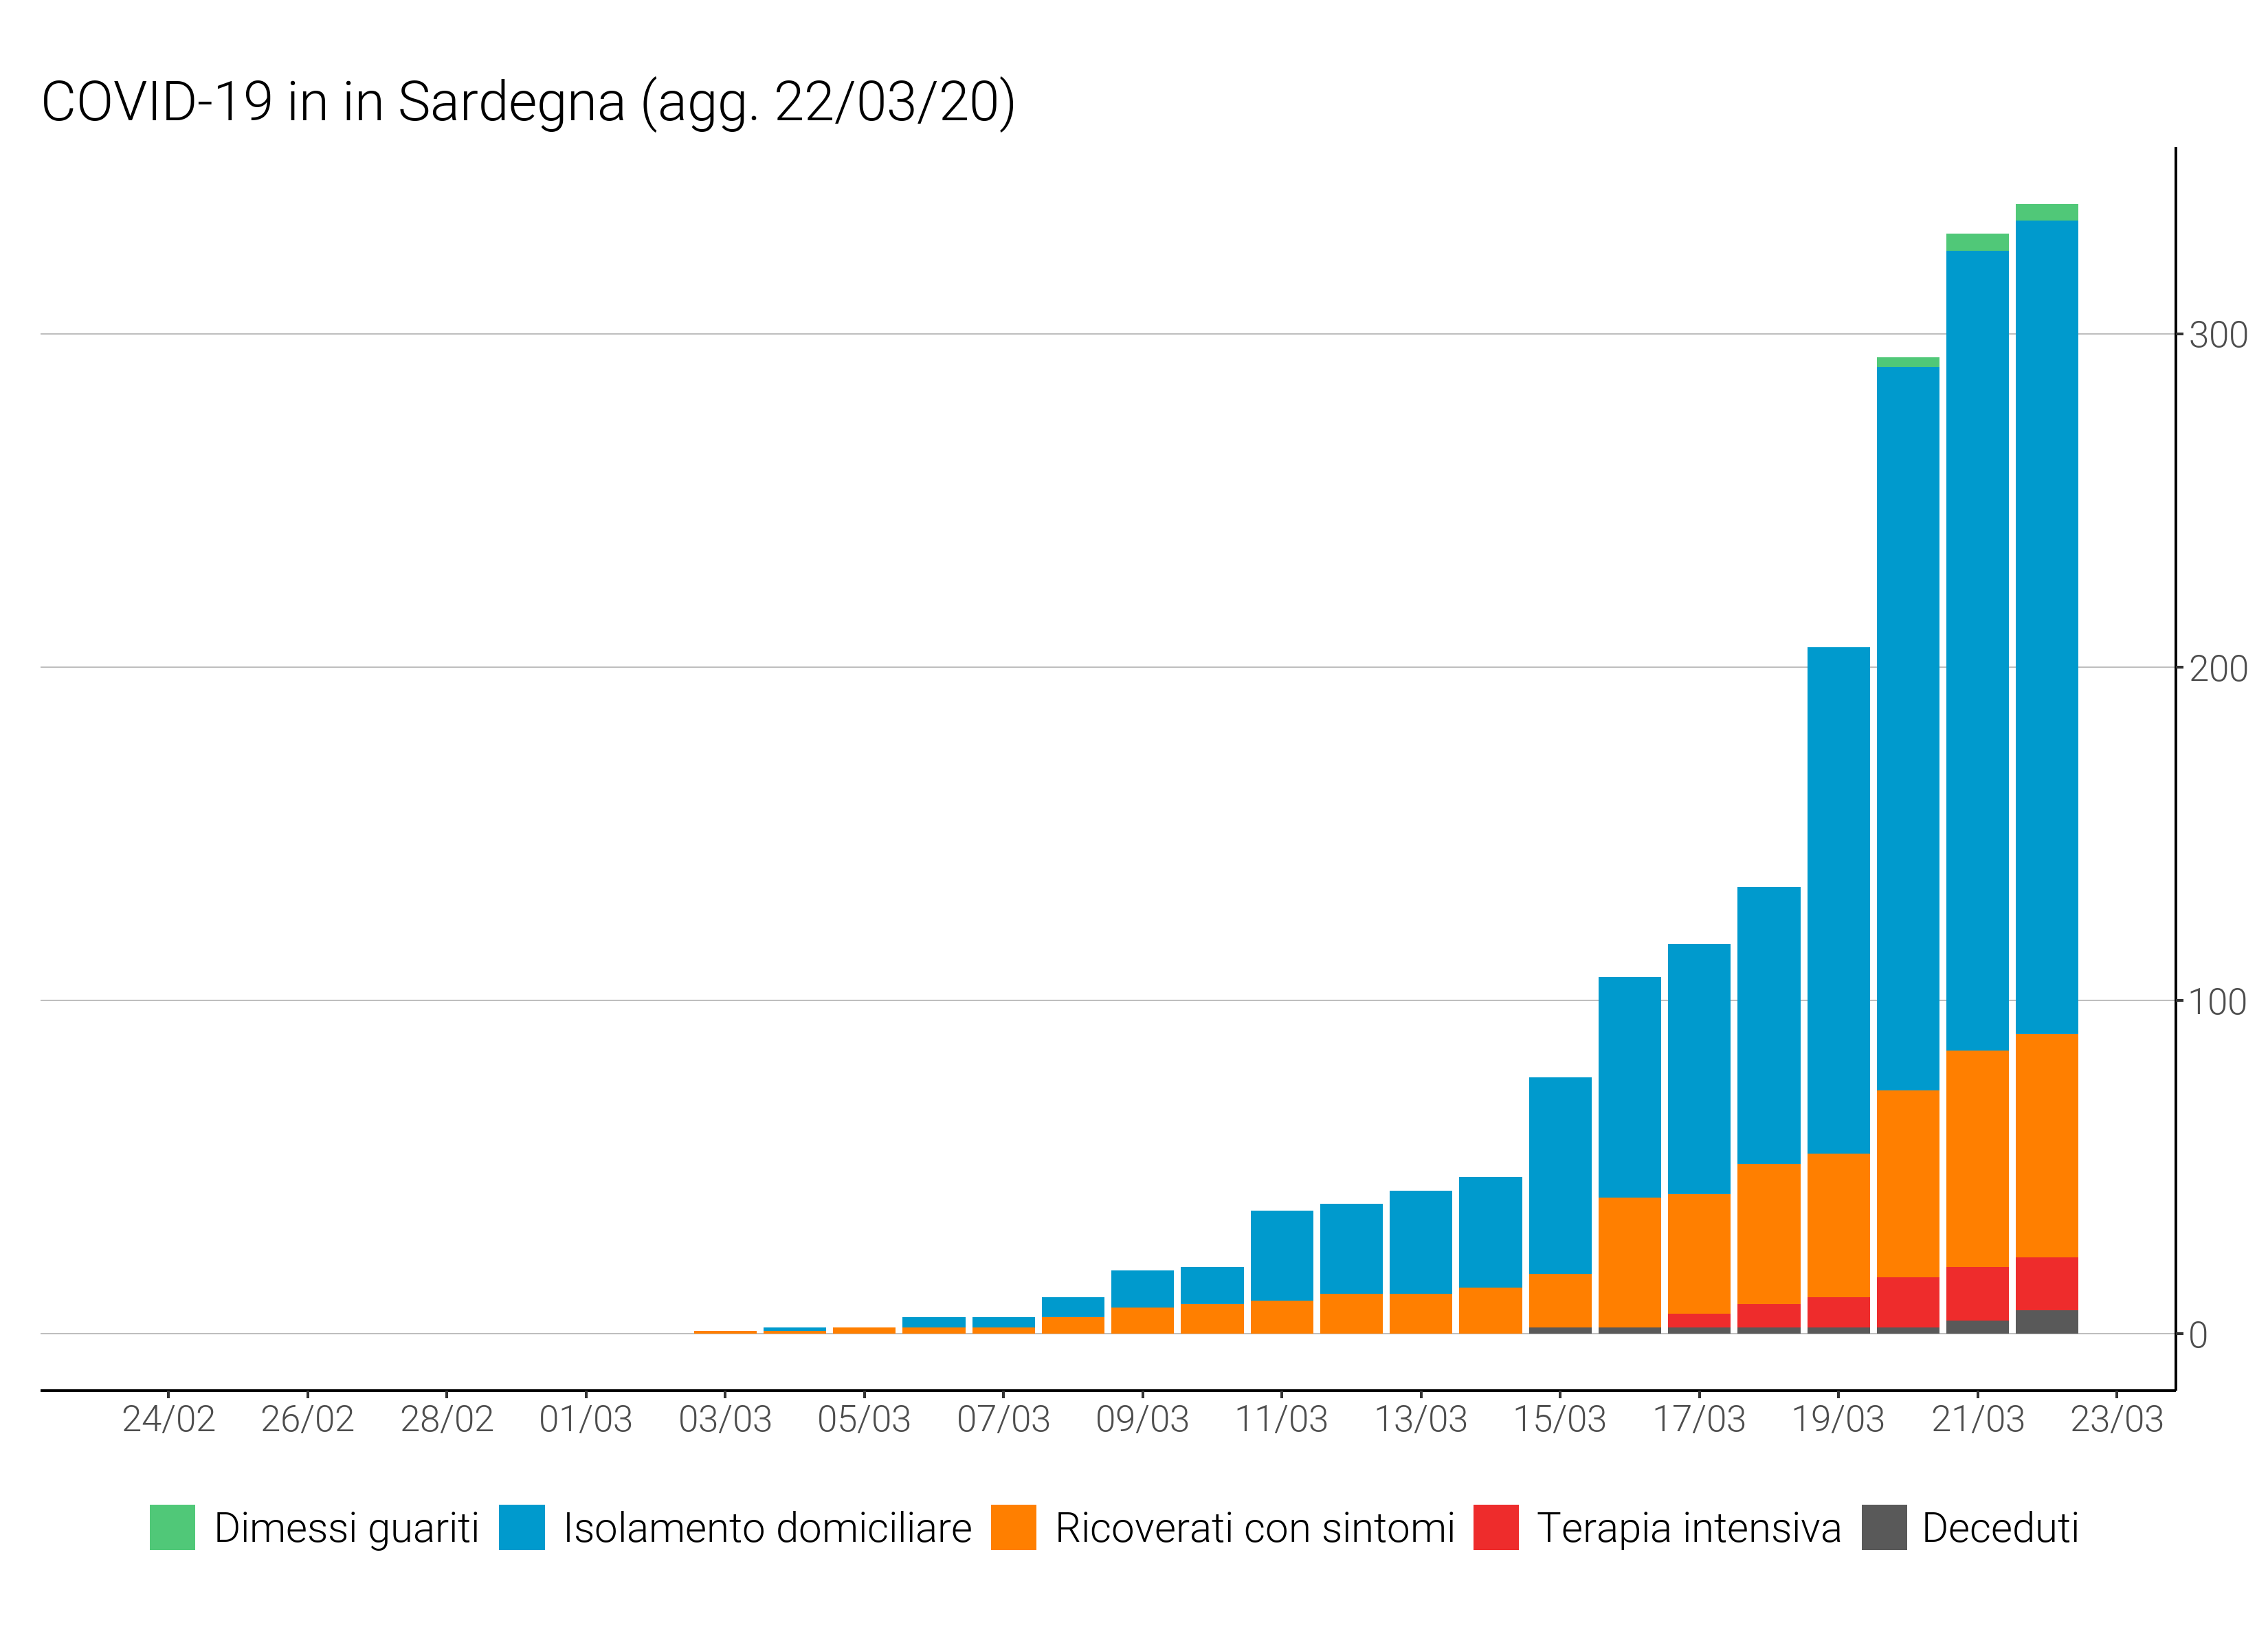 COVID-19 in in Sardegna (agg. 22/03/20)
300
200
100
0
24/02 26/02 28/02 01/03 03/03 05/03 07/03 09/03 11/03 13/03 15/03 17/03 19/03 21/03 23/03
Dimessi guariti Isolamento domiciliare Ricoverati con sintomi Terapia intensiva Deceduti